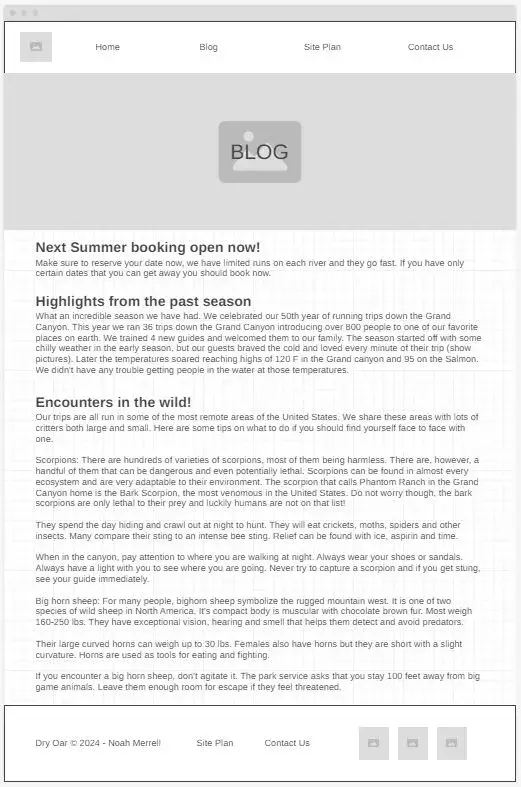 Home
Blog
Site Plan
Contact Us
BLOG
Next Summer booking open now!
Make sure to reserve your date now, we have limited runs on each river and they go fast. If you have only
certain dates that you can get away you should book now.
Highlights from the past season
What an incredible season we have had. We celebrated our 50th year of running trips down the Grand
Canyon. This year we ran 36 trips down the Grand Canyon introducing over 800 people to one of our favorite
places on earth. We trained 4 new guides and welcomed them to our family. The season started off with some
chilly weather in the early season, but our guests braved the cold and loved every minute of their trip (show
pictures). Later the temperatures soared reaching highs of 120 F in the Grand canyon and 95 on the Salmon.
We didn't have any trouble getting people in the water at those temperatures.
Encounters in the wild!
Our trips are all run in some of the most remote areas of the United States. We share these areas with lots of
critters both large and small. Here are some tips on what to do if you should find yourself face to face with
one.
Scorpions: There are hundreds of varieties of scorpions, most of them being harmless. There are, however, a
handful of them that can be dangerous and even potentially lethal. Scorpions can be found in almost every
ecosystem and are very adaptable to their environment. The scorpion that calls Phantom Ranch in the Grand
Canyon home is the Bark Scorpion, the most venomous in the United States. Do not worry though, the bark
scorpions are only lethal to their prey and luckily humans are not on that list!
They spend the day hiding and crawl out at night to hunt. They will eat crickets, moths, spiders and other
insects. Many compare their sting to an intense bee sting. Relief can be found with ice, aspirin and time.
When in the canyon, pay attention to where you are walking at night. Always wear your shoes or sandals.
Always have a light with you to see where you are going. Never try to capture a scorpion and if you get stung,
see your guide immediately.
Big horn sheep: For many people, bighorn sheep symbolize the rugged mountain west. It is one of two
species of wild sheep in North America. It's compact body is muscular with chocolate brown fur. Most weigh
160-250 lbs. They have exceptional vision, hearing and smell that helps them detect and avoid predators.
Their large curved horns can weigh up to 30 lbs. Females also have horns but they are short with a slight
curvature. Horns are used as tools for eating and fighting.
If you encounter a big horn sheep, don't agitate it. The park service asks that you stay 100 feet away from big
game animals. Leave them enough room for escape if they feel threatened.
Dry Oar © 2024 - Noah Merrell
Site Plan
Contact Us